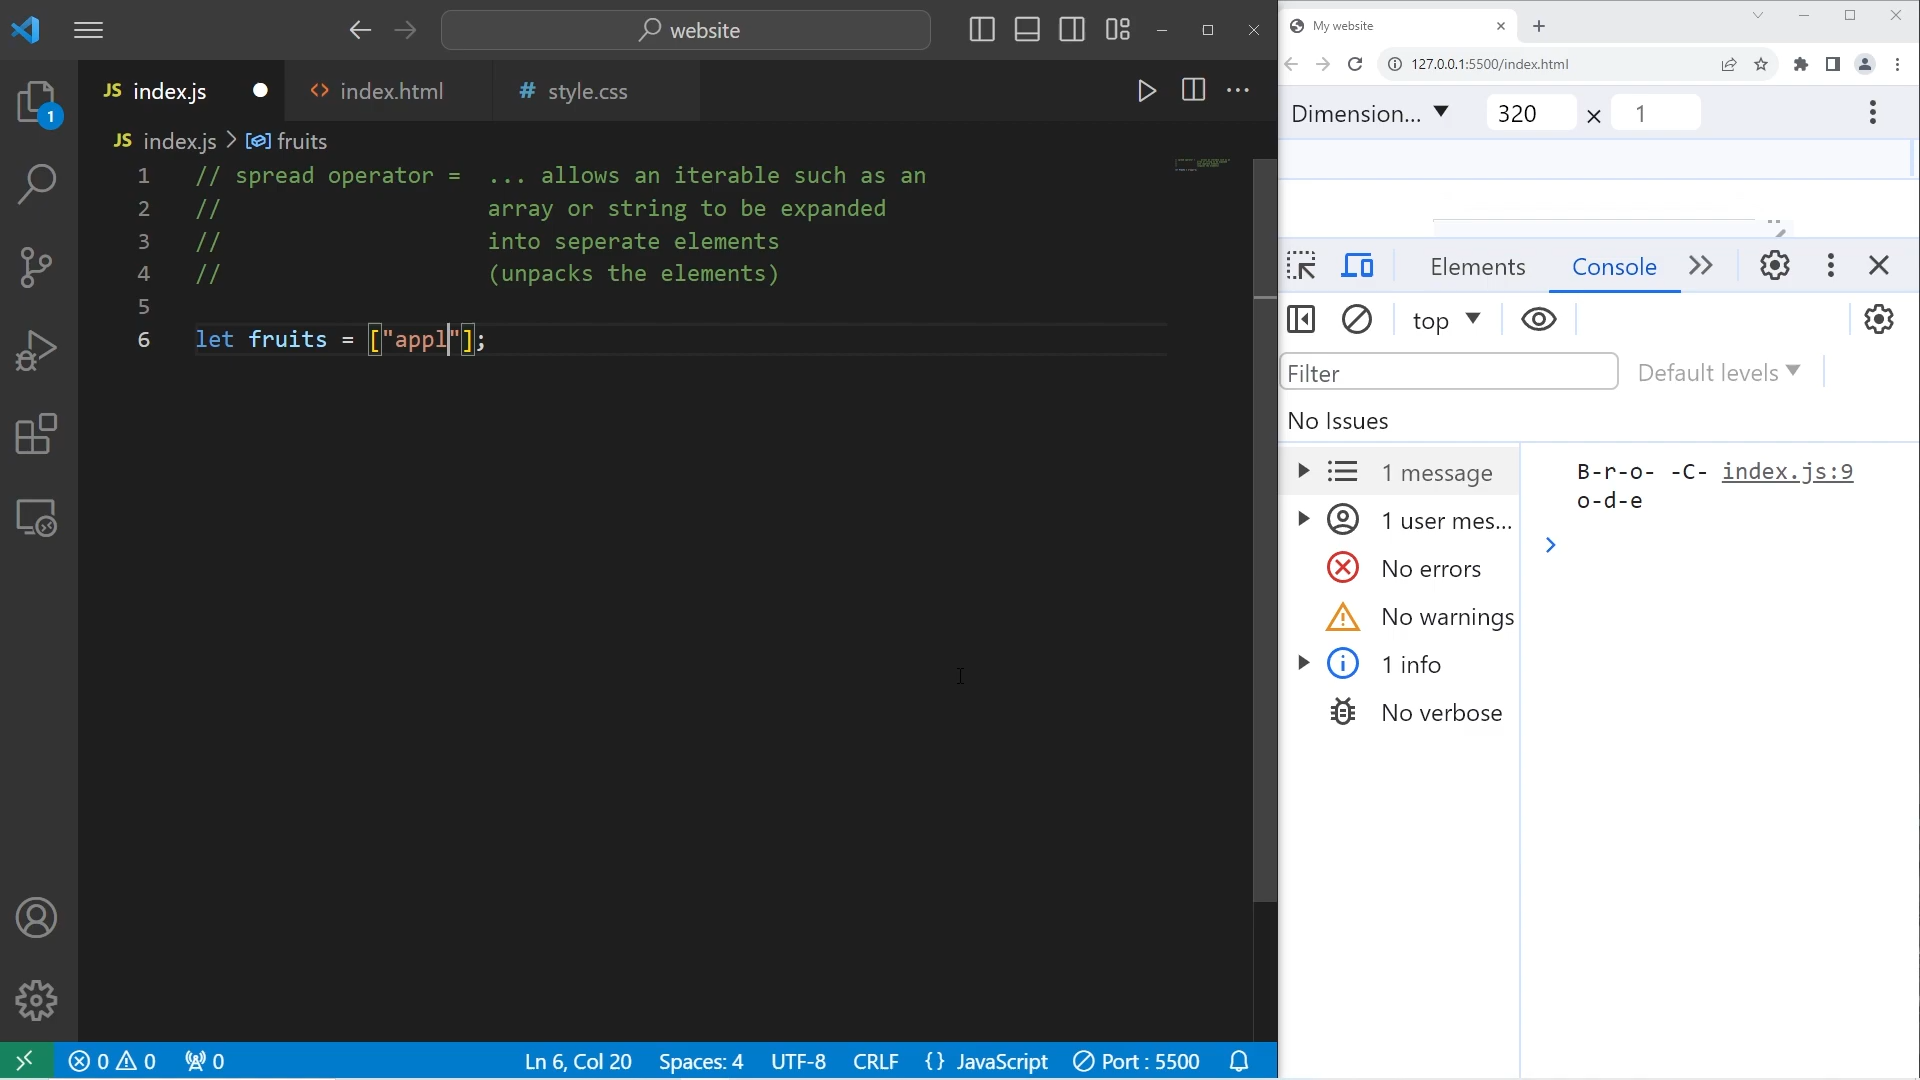 website
JS index.js
<> index.html
# style.css
JS index.js > fruits
1 // spread operator =  ... allows an iterable such as an
2 //                     array or string to be expanded
3 //                     into seperate elements
4 //                     (unpacks the elements)
5
6 let fruits = ["appl"];
1
0 0 0
Ln 6, Col 20
Spaces: 4
UTF-8
CRLF
{} JavaScript
Port : 5500
My website
127.0.0.1:5500/index.html
Dimension... 320 × 1
Elements Console
top
Filter
Default levels
No Issues
1 message
1 user mes...
No errors
No warnings
1 info
No verbose
B-r-o- -C- index.js:9
o-d-e